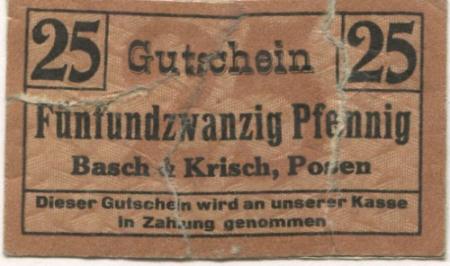 25 Gutschein 25
Fünfundzwanzig Pfennig
Basch & Krisch, Posen
Dieser Gutschein wird an unserer Kasse
in Zahlung genommen